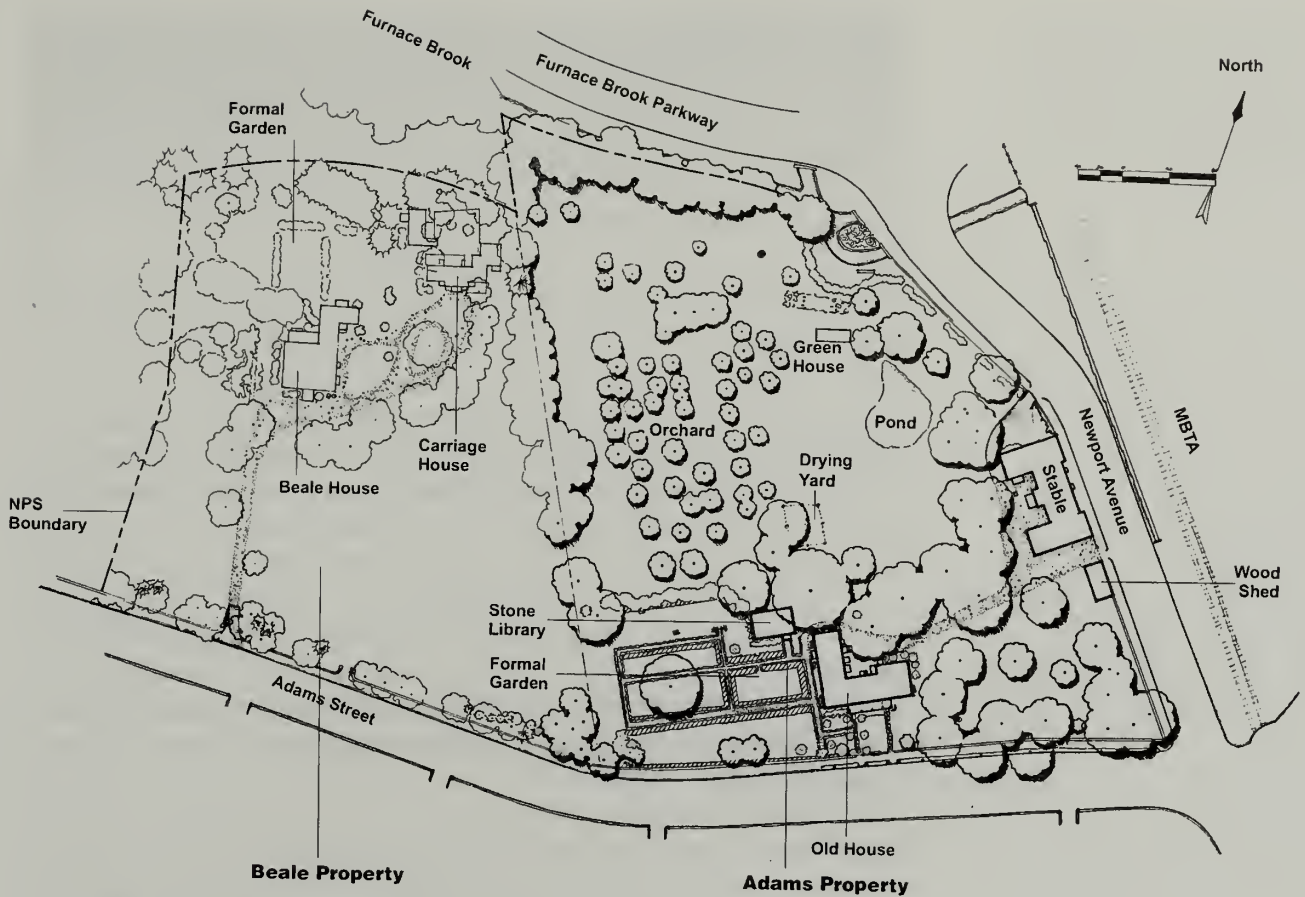 Furnace Brook
Furnace Brook Parkway
North
Formal
Garden
Green
House
Pond
Orchard
Carriage
House
Beale House
Drying
Yard
Stable
Newport Avenue
MBTA
NPS
Boundary
Wood
Shed
Stone
Library
Formal
Garden
Adams Street
Old House
Beale Property
Adams Property